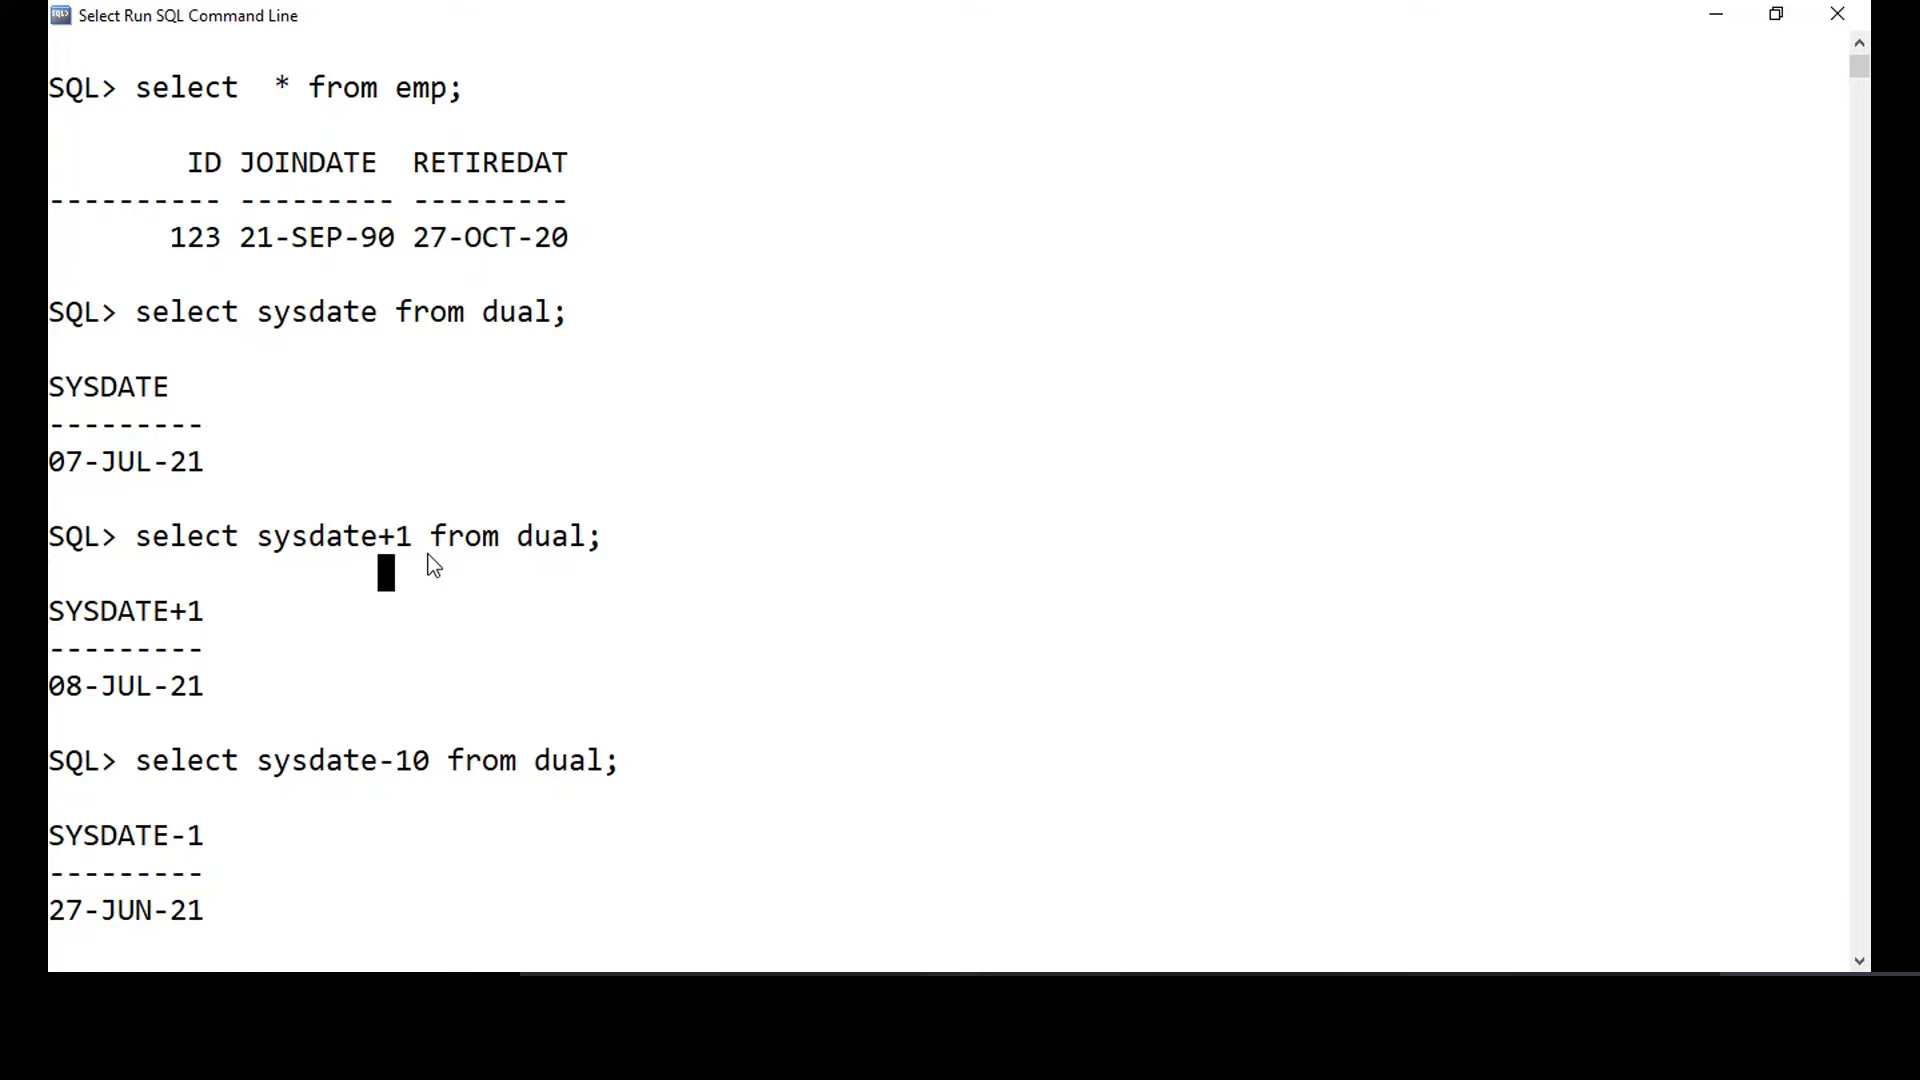 Select Run SQL Command Line
SQL> select  * from emp;
        ID JOINDATE  RETIREDAT
---------- --------- ---------
       123 21-SEP-90 27-OCT-20
SQL> select sysdate from dual;
SYSDATE
---------
07-JUL-21
SQL> select sysdate+1 from dual;
SYSDATE+1
---------
08-JUL-21
SQL> select sysdate-10 from dual;
SYSDATE-1
---------
27-JUN-21